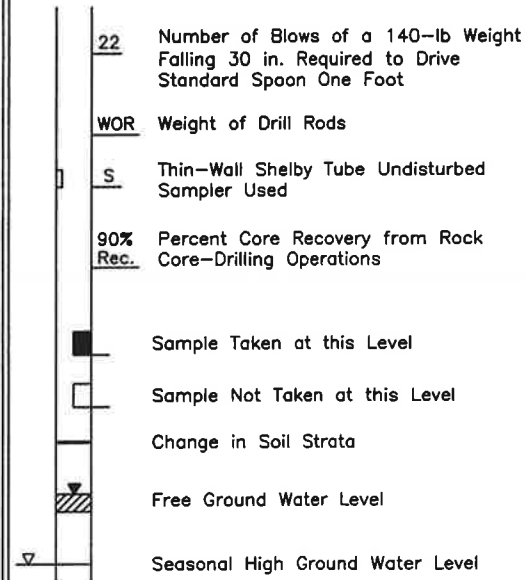 22 Number of Blows of a 140-lb Weight
Falling 30 in. Required to Drive
Standard Spoon One Foot
WOR Weight of Drill Rods
S Thin-Wall Shelby Tube Undisturbed
Sampler Used
90% Percent Core Recovery from Rock
Rec. Core-Drilling Operations
Sample Taken at this Level
Sample Not Taken at this Level
Change in Soil Strata
Free Ground Water Level
Seasonal High Ground Water Level